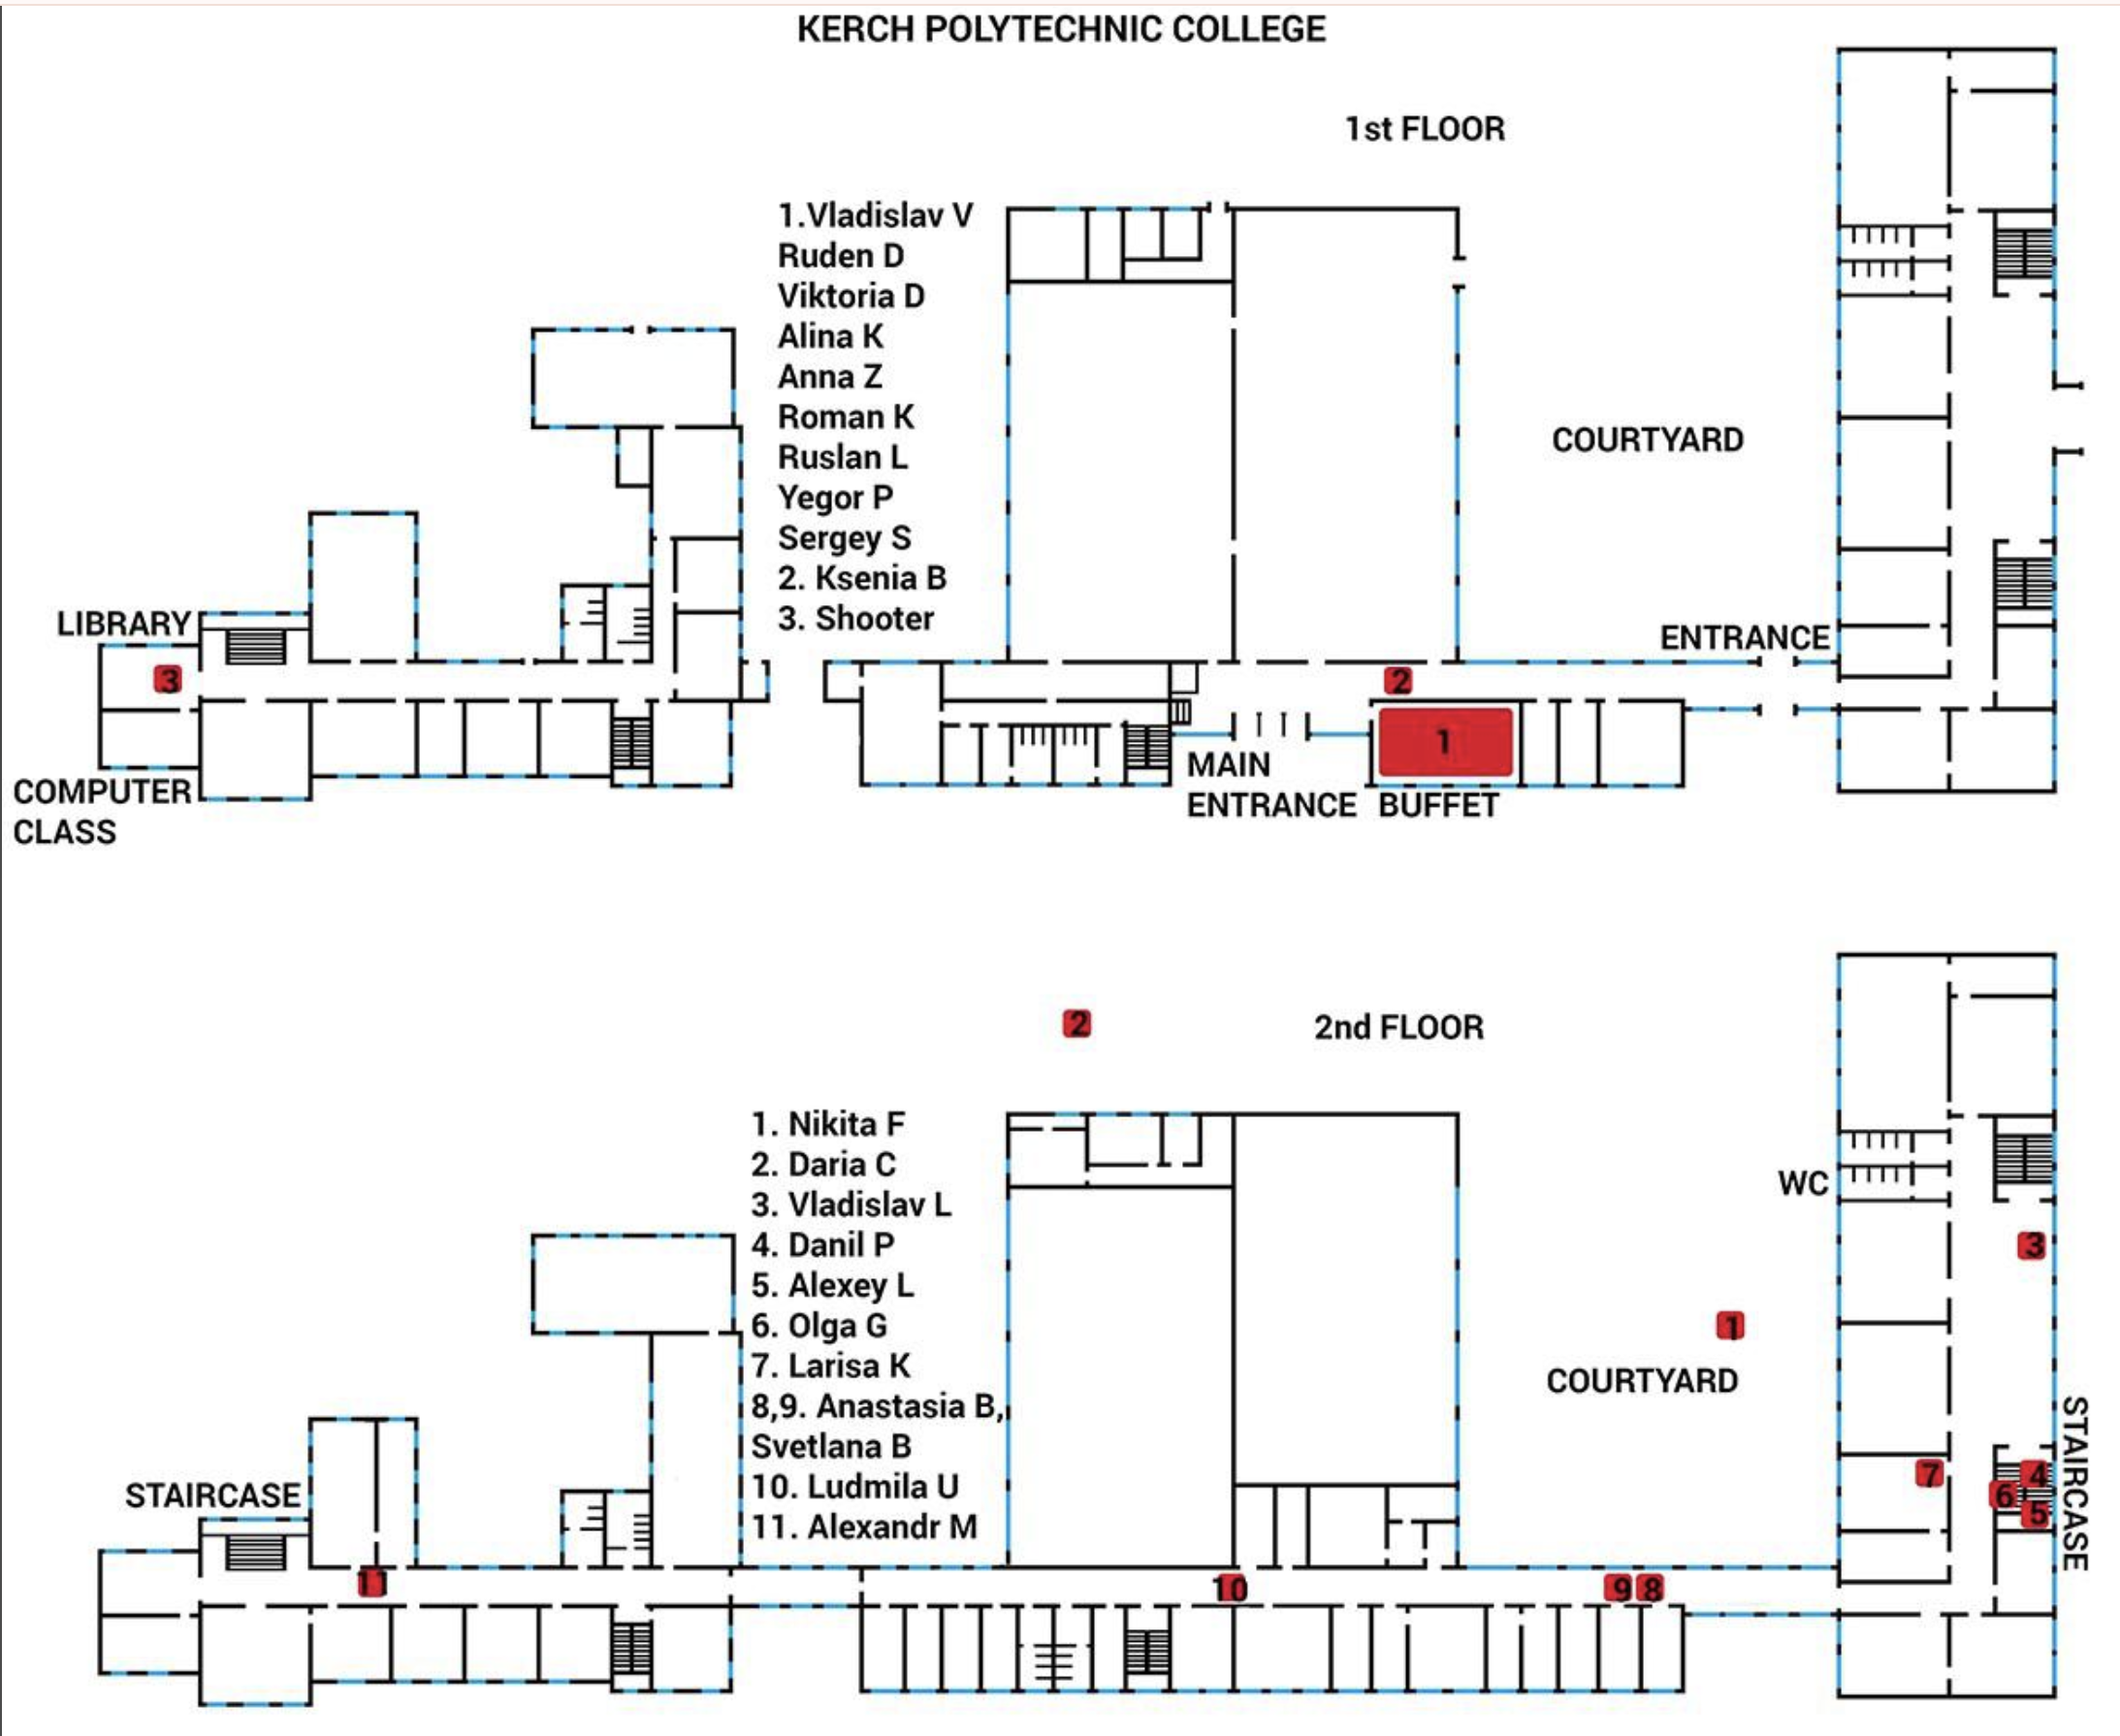 KERCH POLYTECHNIC COLLEGE
1st FLOOR
1.Vladislav V
Ruden D
Viktoria D
Alina K
Anna Z
Roman K
Ruslan L
Yegor P
Sergey S
2. Ksenia B
3. Shooter
COURTYARD
LIBRARY
ENTRANCE
3
2
1
MAIN
ENTRANCE
BUFFET
COMPUTER
CLASS
2
2nd FLOOR
1. Nikita F
2. Daria C
3. Vladislav L
4. Danil P
5. Alexey L
6. Olga G
7. Larisa K
8,9. Anastasia B,
Svetlana B
10. Ludmila U
11. Alexandr M
WC
3
1
COURTYARD
STAIRCASE
7
4
6
5
STAIRCASE
11
10
9
8